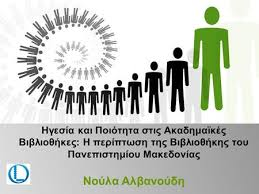 Ηγεσία και Ποιότητα στις Ακαδημαϊκές
Βιβλιοθήκες: Η περίπτωση της Βιβλιοθήκης του
Πανεπιστημίου Μακεδονίας
Νούλα Αλβανούδη